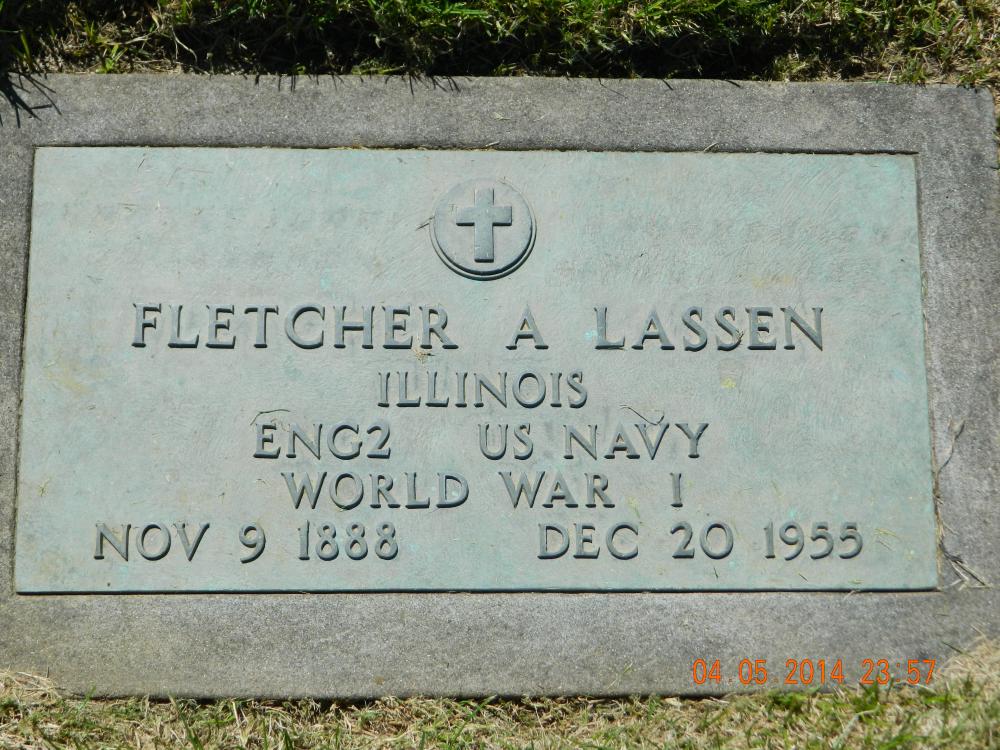 FLETCHER A LASSEN
ILLINOIS
ENG2 US NAVY
WORLD WAR I
NOV 9 1888 DEC 20 1955
04 05 2014 23:57